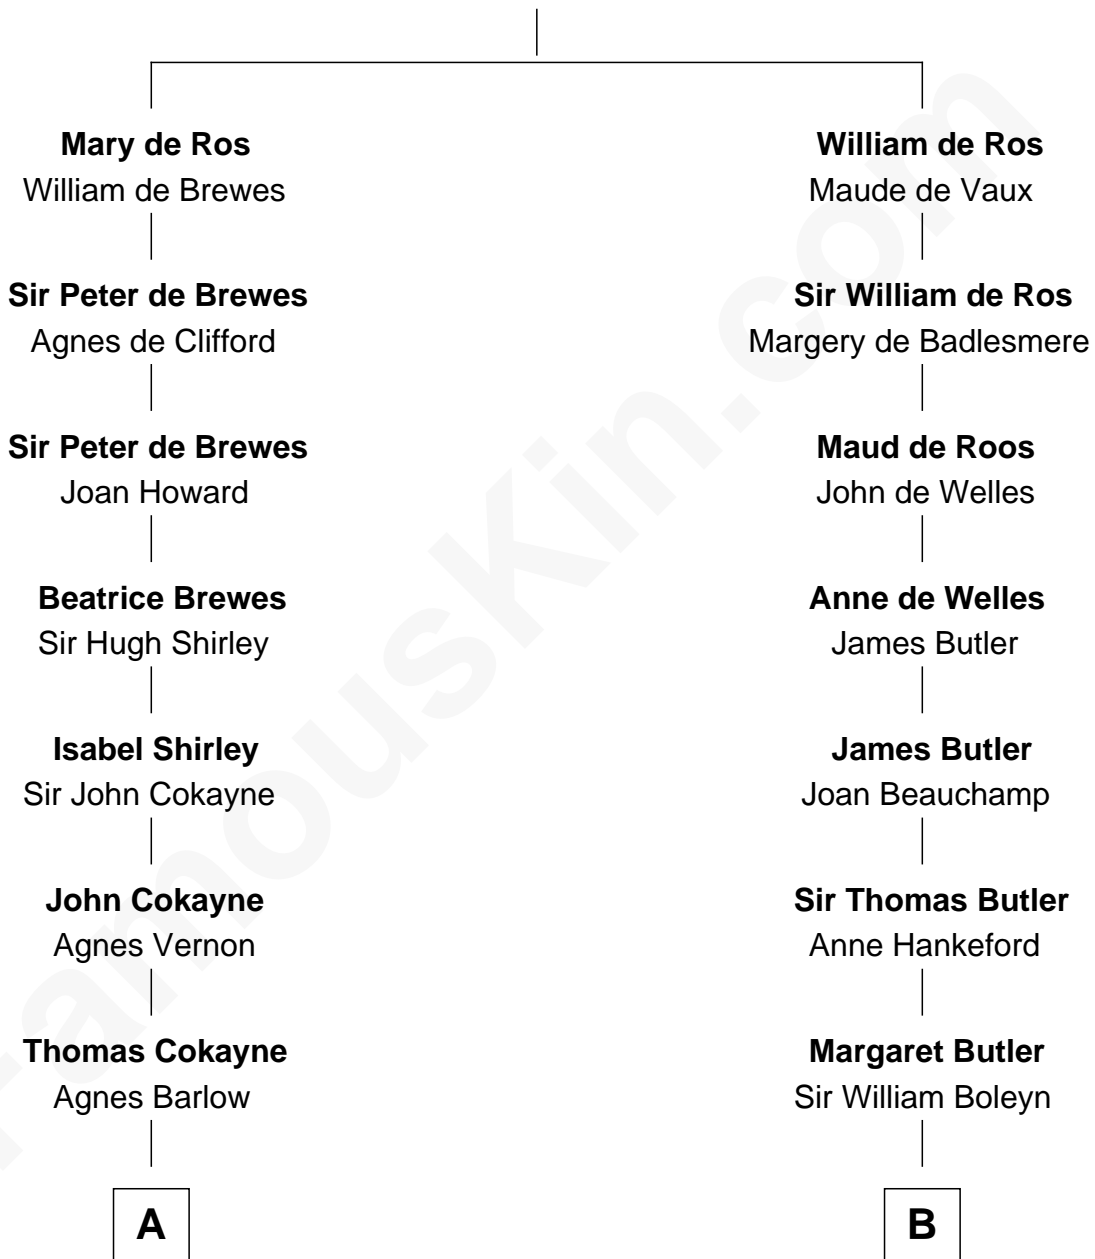 Mary de Ros
William de Brewes
Sir Peter de Brewes
Agnes de Clifford
Sir Peter de Brewes
Joan Howard
Beatrice Brewes
Sir Hugh Shirley
Isabel Shirley
Sir John Cokayne
John Cokayne
Agnes Vernon
Thomas Cokayne
Agnes Barlow
A
William de Ros
Maude de Vaux
Sir William de Ros
Margery de Badlesmere
Maud de Roos
John de Welles
Anne de Welles
James Butler
James Butler
Joan Beauchamp
Sir Thomas Butler
Anne Hankeford
Margaret Butler
Sir William Boleyn
B
FamousKin.com